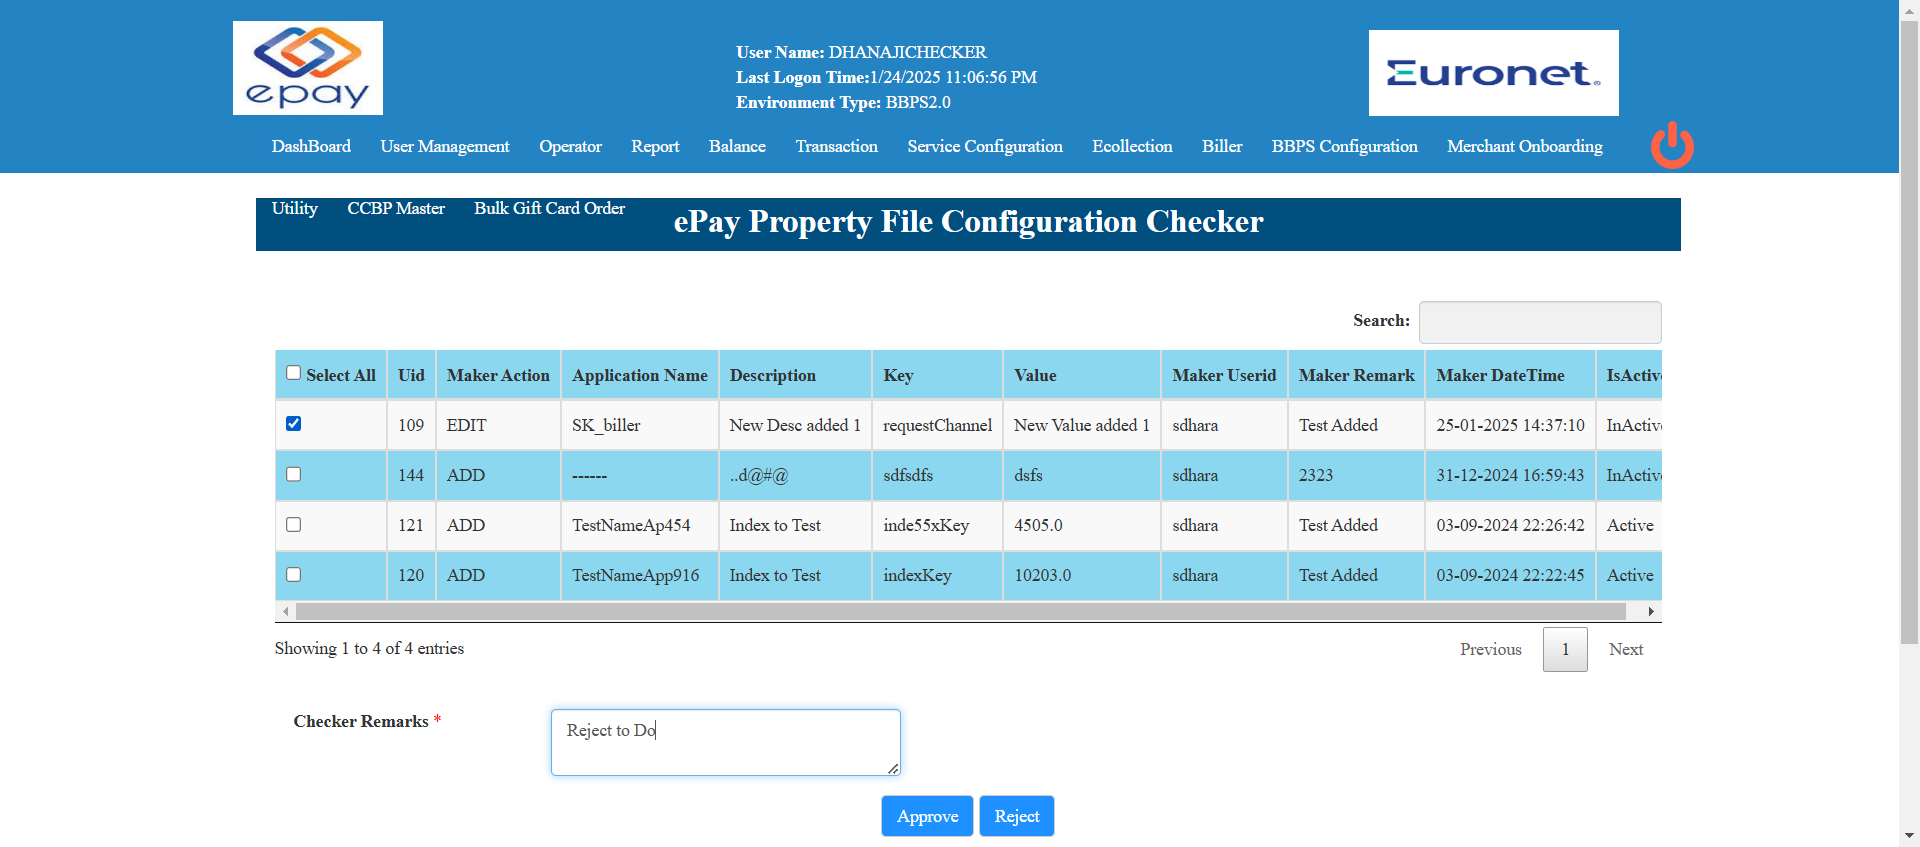 epay
User Name: DHANAJICHECKER
Last Logon Time:1/24/2025 11:06:56 PM
Environment Type: BBPS2.0
Euronet
DashBoard User Management Operator Report Balance Transaction Service Configuration Ecollection Biller BBPS Configuration Merchant Onboarding
Utility CCBP Master Bulk Gift Card Order ePay Property File Configuration Checker
Search:
Select All Uid Maker Action Application Name Description Key Value Maker Userid Maker Remark Maker DateTime IsActiv
109 EDIT SK_biller New Desc added 1 requestChannel New Value added 1 sdhara Test Added 25-01-2025 14:37:10 InActiv
144 ADD ------ ..d@#@ sdfsdfs dsfs sdhara 2323 31-12-2024 16:59:43 InActiv
121 ADD TestNameAp454 Index to Test inde55xKey 4505.0 sdhara Test Added 03-09-2024 22:26:42 Active
120 ADD TestNameApp916 Index to Test indexKey 10203.0 sdhara Test Added 03-09-2024 22:22:45 Active
Showing 1 to 4 of 4 entries
Previous 1 Next
Checker Remarks *
Reject to Do
Approve Reject